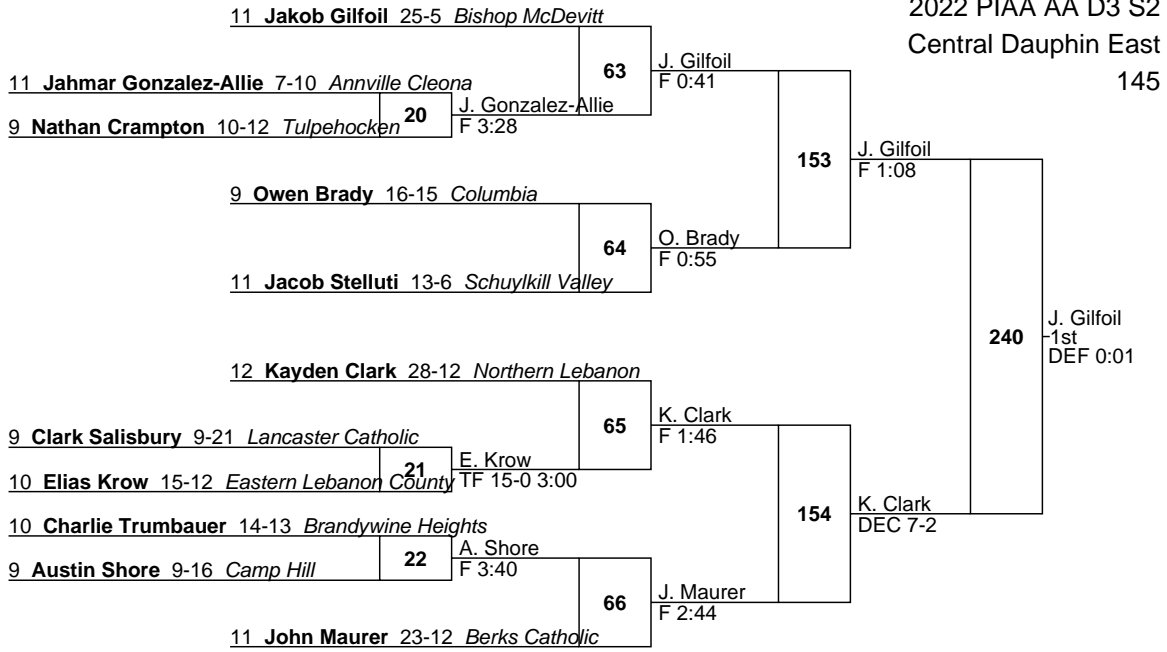 2022 PIAA AA D3 S2
Central Dauphin East
145
11 Jakob Gilfoil 25-5 Bishop McDevitt
63
J. Gilfoil
F 0:41
11 Jahmar Gonzalez-Allie 7-10 Annville Cleona
20
J. Gonzalez-Allie
F 3:28
9 Nathan Crampton 10-12 Tulpehocken
153
J. Gilfoil
F 1:08
9 Owen Brady 16-15 Columbia
64
O. Brady
F 0:55
11 Jacob Stelluti 13-6 Schuylkill Valley
240
J. Gilfoil
1st
DEF 0:01
12 Kayden Clark 28-12 Northern Lebanon
65
K. Clark
F 1:46
9 Clark Salisbury 9-21 Lancaster Catholic
21
E. Krow
TF 15-0 3:00
10 Elias Krow 15-12 Eastern Lebanon County
154
K. Clark
DEC 7-2
10 Charlie Trumbauer 14-13 Brandywine Heights
22
A. Shore
F 3:40
9 Austin Shore 9-16 Camp Hill
66
J. Maurer
F 2:44
11 John Maurer 23-12 Berks Catholic